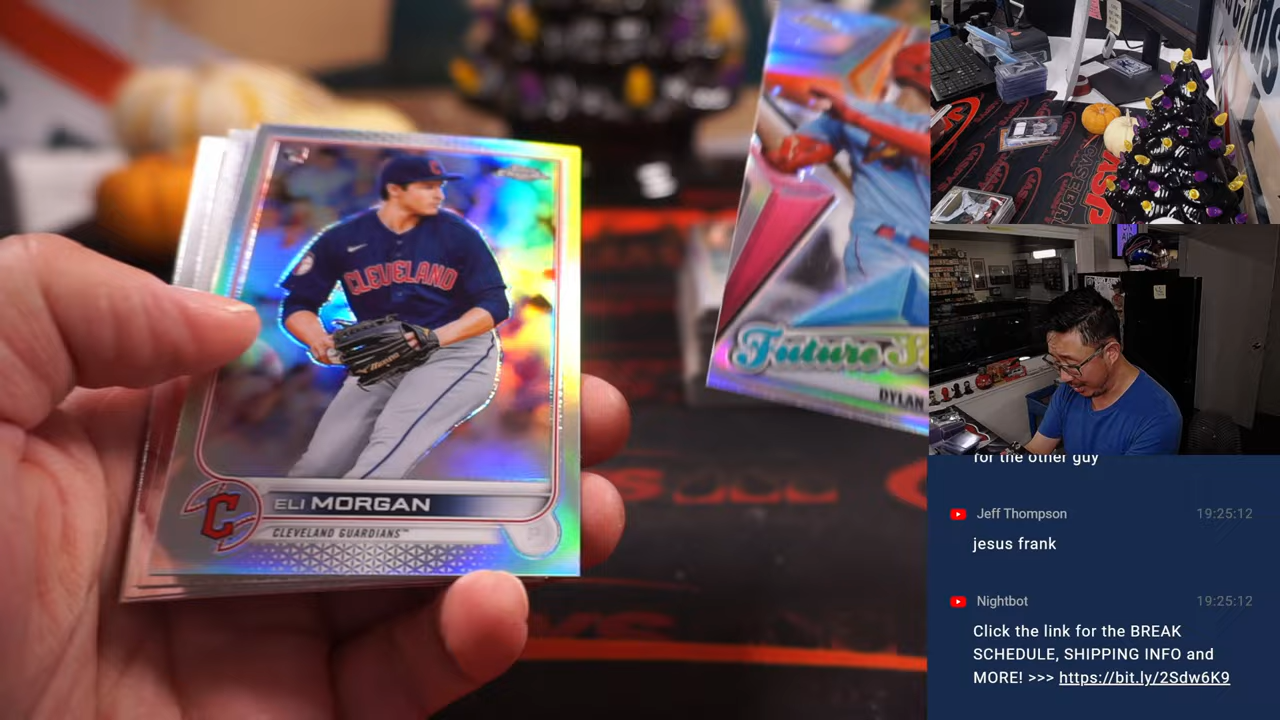 CLEVELAND
C
ELI MORGAN
CLEVELAND GUARDIANS™
Future
DYLAN
for the other guy
Jeff Thompson
19:25:12
jesus frank
Nightbot
19:25:12
Click the link for the BREAK
SCHEDULE, SHIPPING INFO and
MORE! >>> https://bit.ly/2Sdw6K9